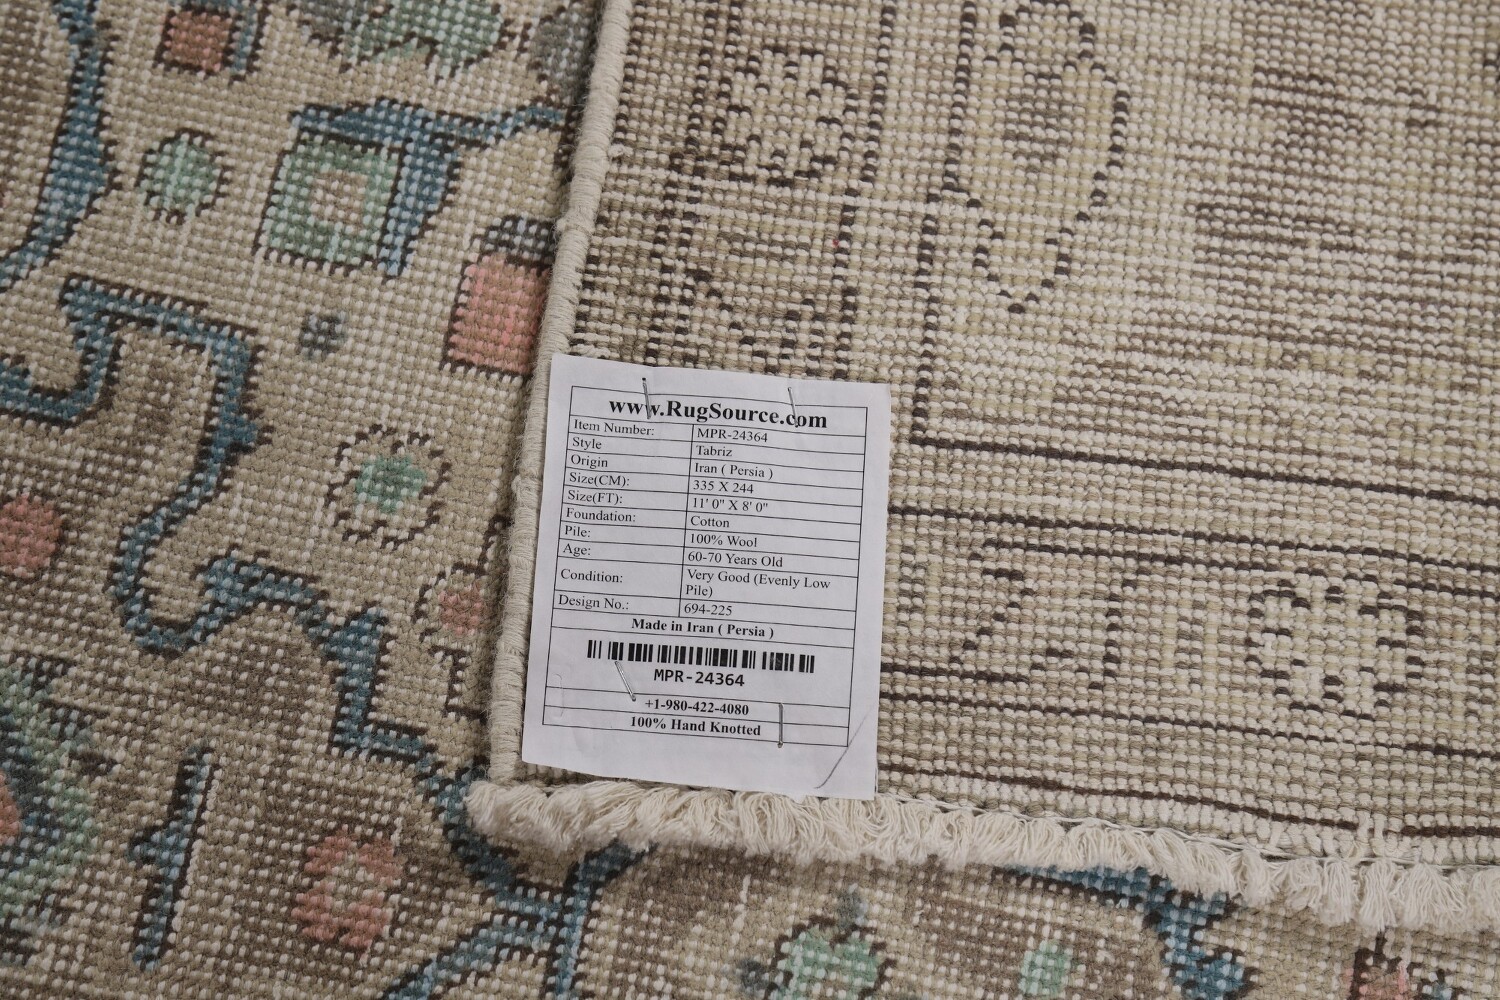 www.RugSource.com
Item Number: MPR-24364
Style Tabriz
Origin Iran ( Persia )
Size(CM): 335 X 244
Size(FT): 11' 0" X 8' 0"
Foundation: Cotton
Pile: 100% Wool
Age: 60-70 Years Old
Condition: Very Good (Evenly Low
Pile)
Design No.: 694-225
Made in Iran ( Persia )
MPR-24364
+1-980-422-4080
100% Hand Knotted